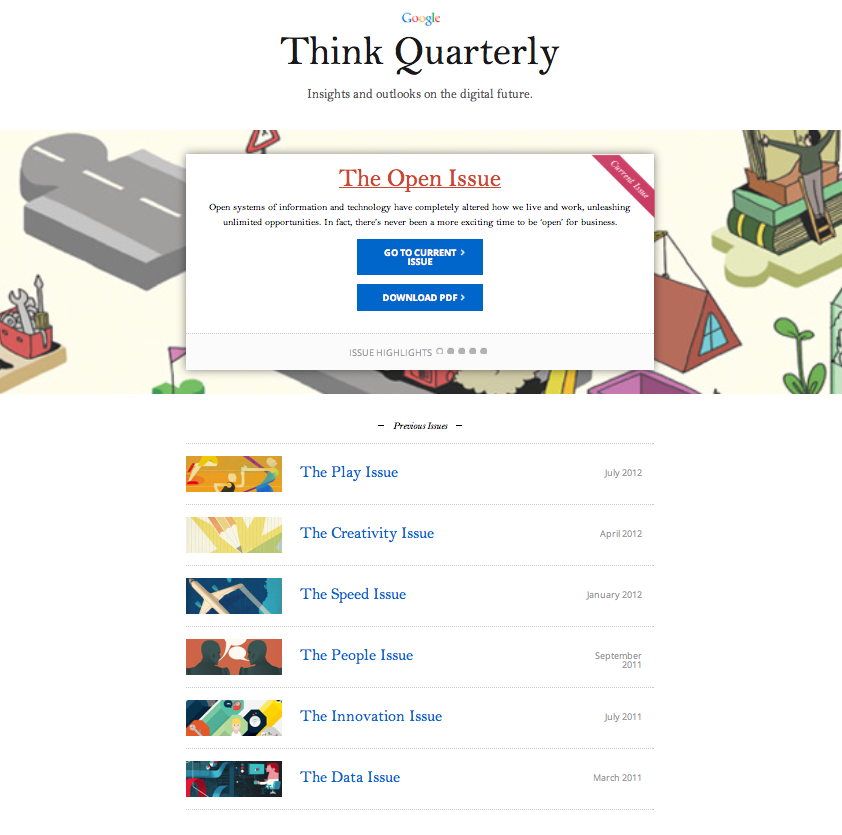 Google
Think Quarterly
Insights and outlooks on the digital future.
Current Issue
The Open Issue
Open systems of information and technology have completely altered how we live and work, unleashing
unlimited opportunities. In fact, there's never been a more exciting time to be 'open' for business.
GO TO CURRENT ›
ISSUE
DOWNLOAD PDF ›
ISSUE HIGHLIGHTS
– Previous Issues –
The Play Issue July 2012
The Creativity Issue April 2012
The Speed Issue January 2012
The People Issue September
2011
The Innovation Issue July 2011
The Data Issue March 2011